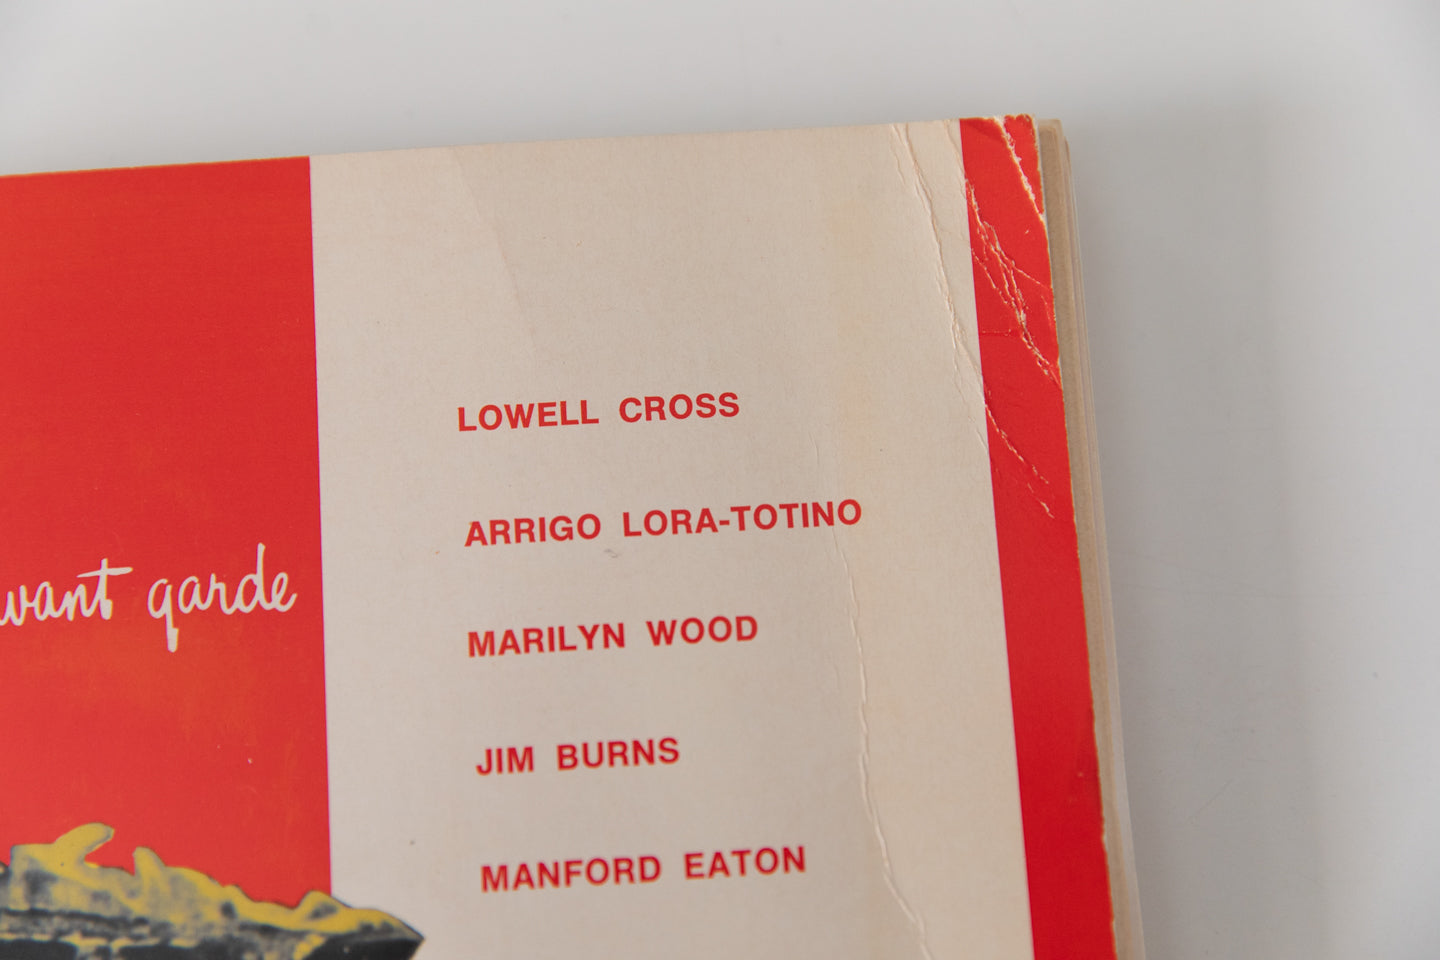 avant garde
LOWELL CROSS
ARRIGO LORA-TOTINO
MARILYN WOOD
JIM BURNS
MANFORD EATON